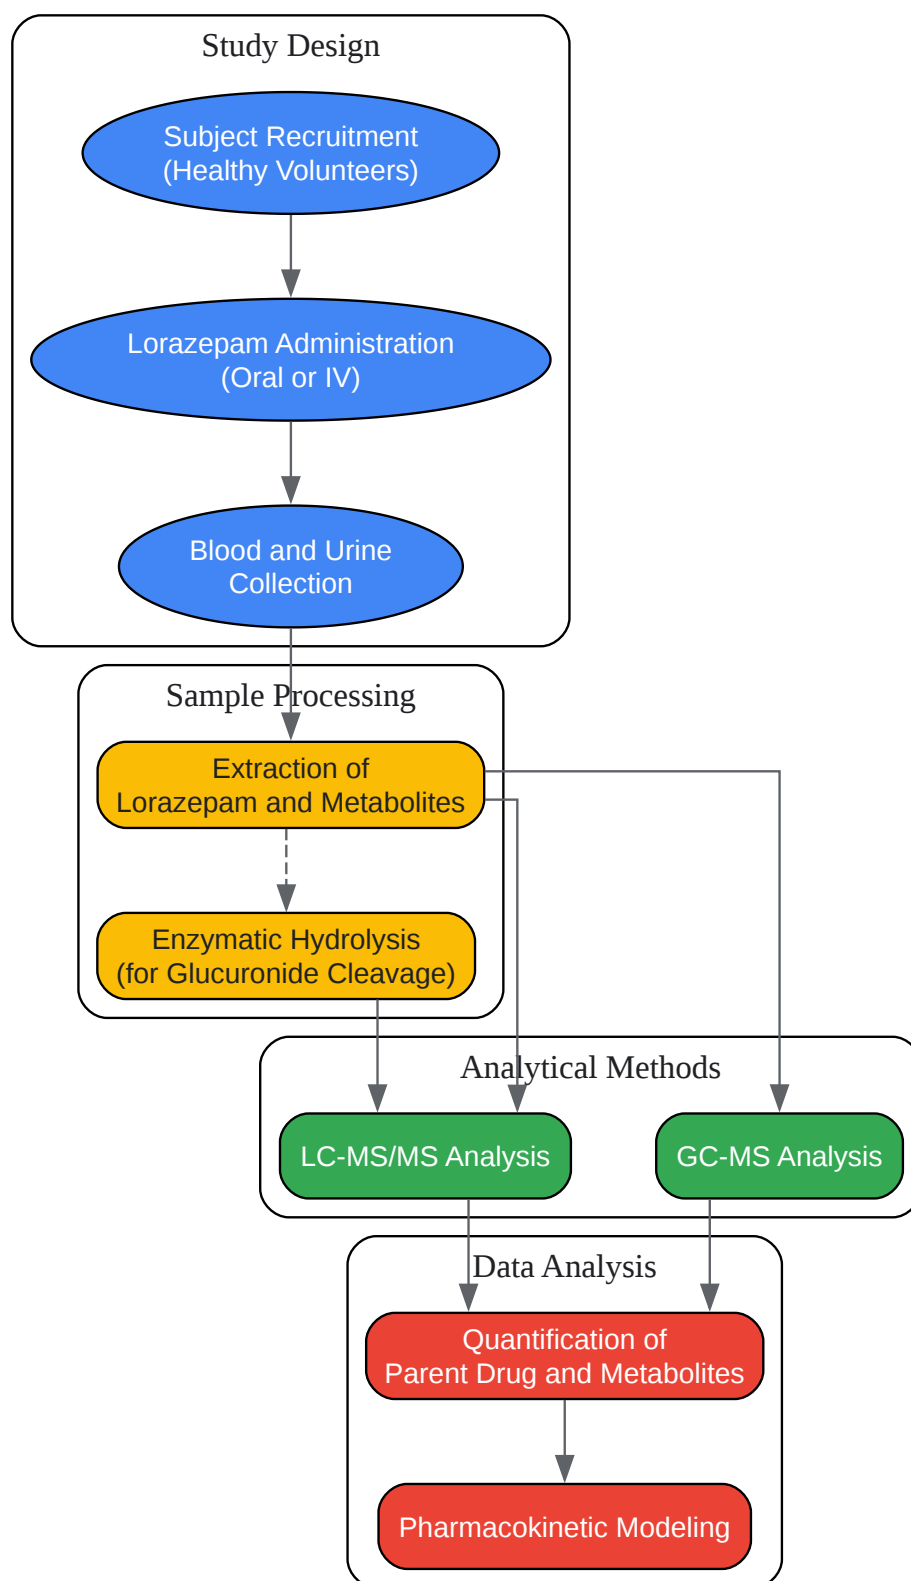 Study Design
Subject Recruitment
(Healthy Volunteers)
Lorazepam Administration
(Oral or IV)
Blood and Urine
Collection
Sample Processing
Extraction of
Lorazepam and Metabolites
Enzymatic Hydrolysis
(for Glucuronide Cleavage)
Analytical Methods
LC-MS/MS Analysis
GC-MS Analysis
Data Analysis
Quantification of
Parent Drug and Metabolites
Pharmacokinetic Modeling